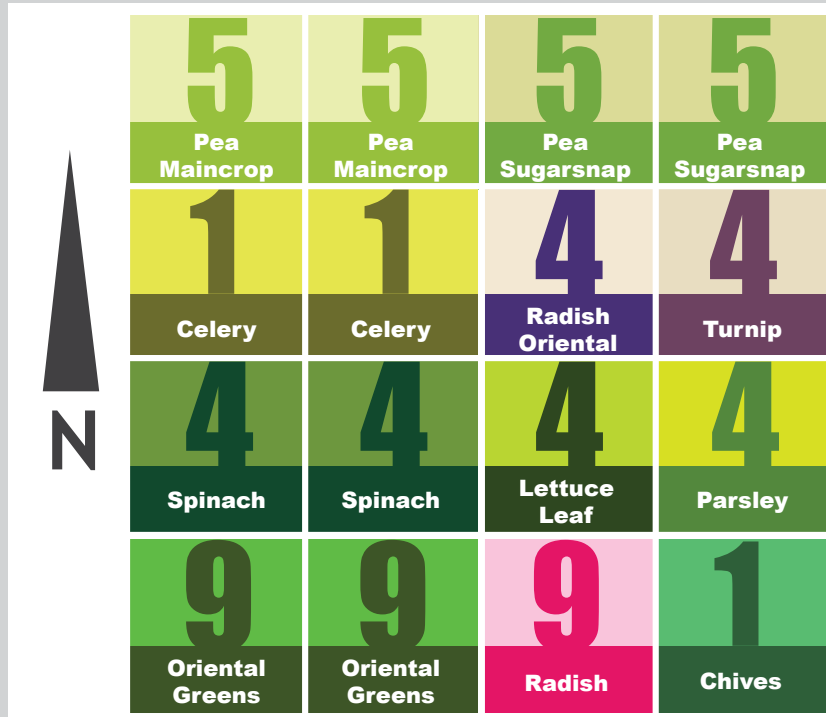 5 5 5 5
Pea Maincrop Pea Maincrop Pea Sugarsnap Pea Sugarsnap
1 1 4 4
Celery Celery Radish Oriental Turnip
4 4 4 4
Spinach Spinach Lettuce Leaf Parsley
9 9 9 1
Oriental Greens Oriental Greens Radish Chives
N